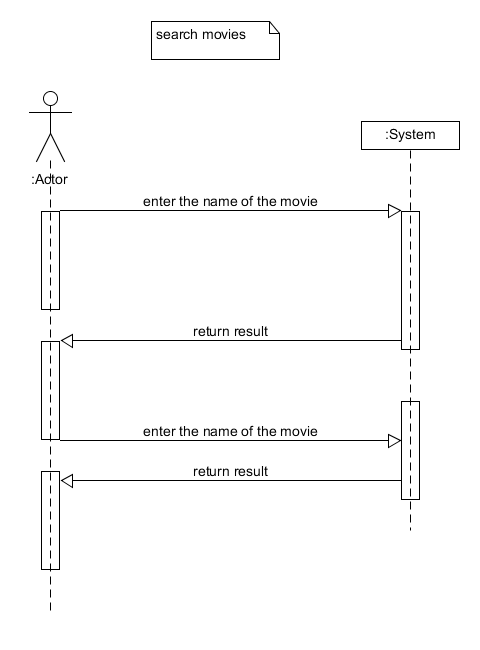 search movies
:Actor
:System
enter the name of the movie
return result
enter the name of the movie
return result